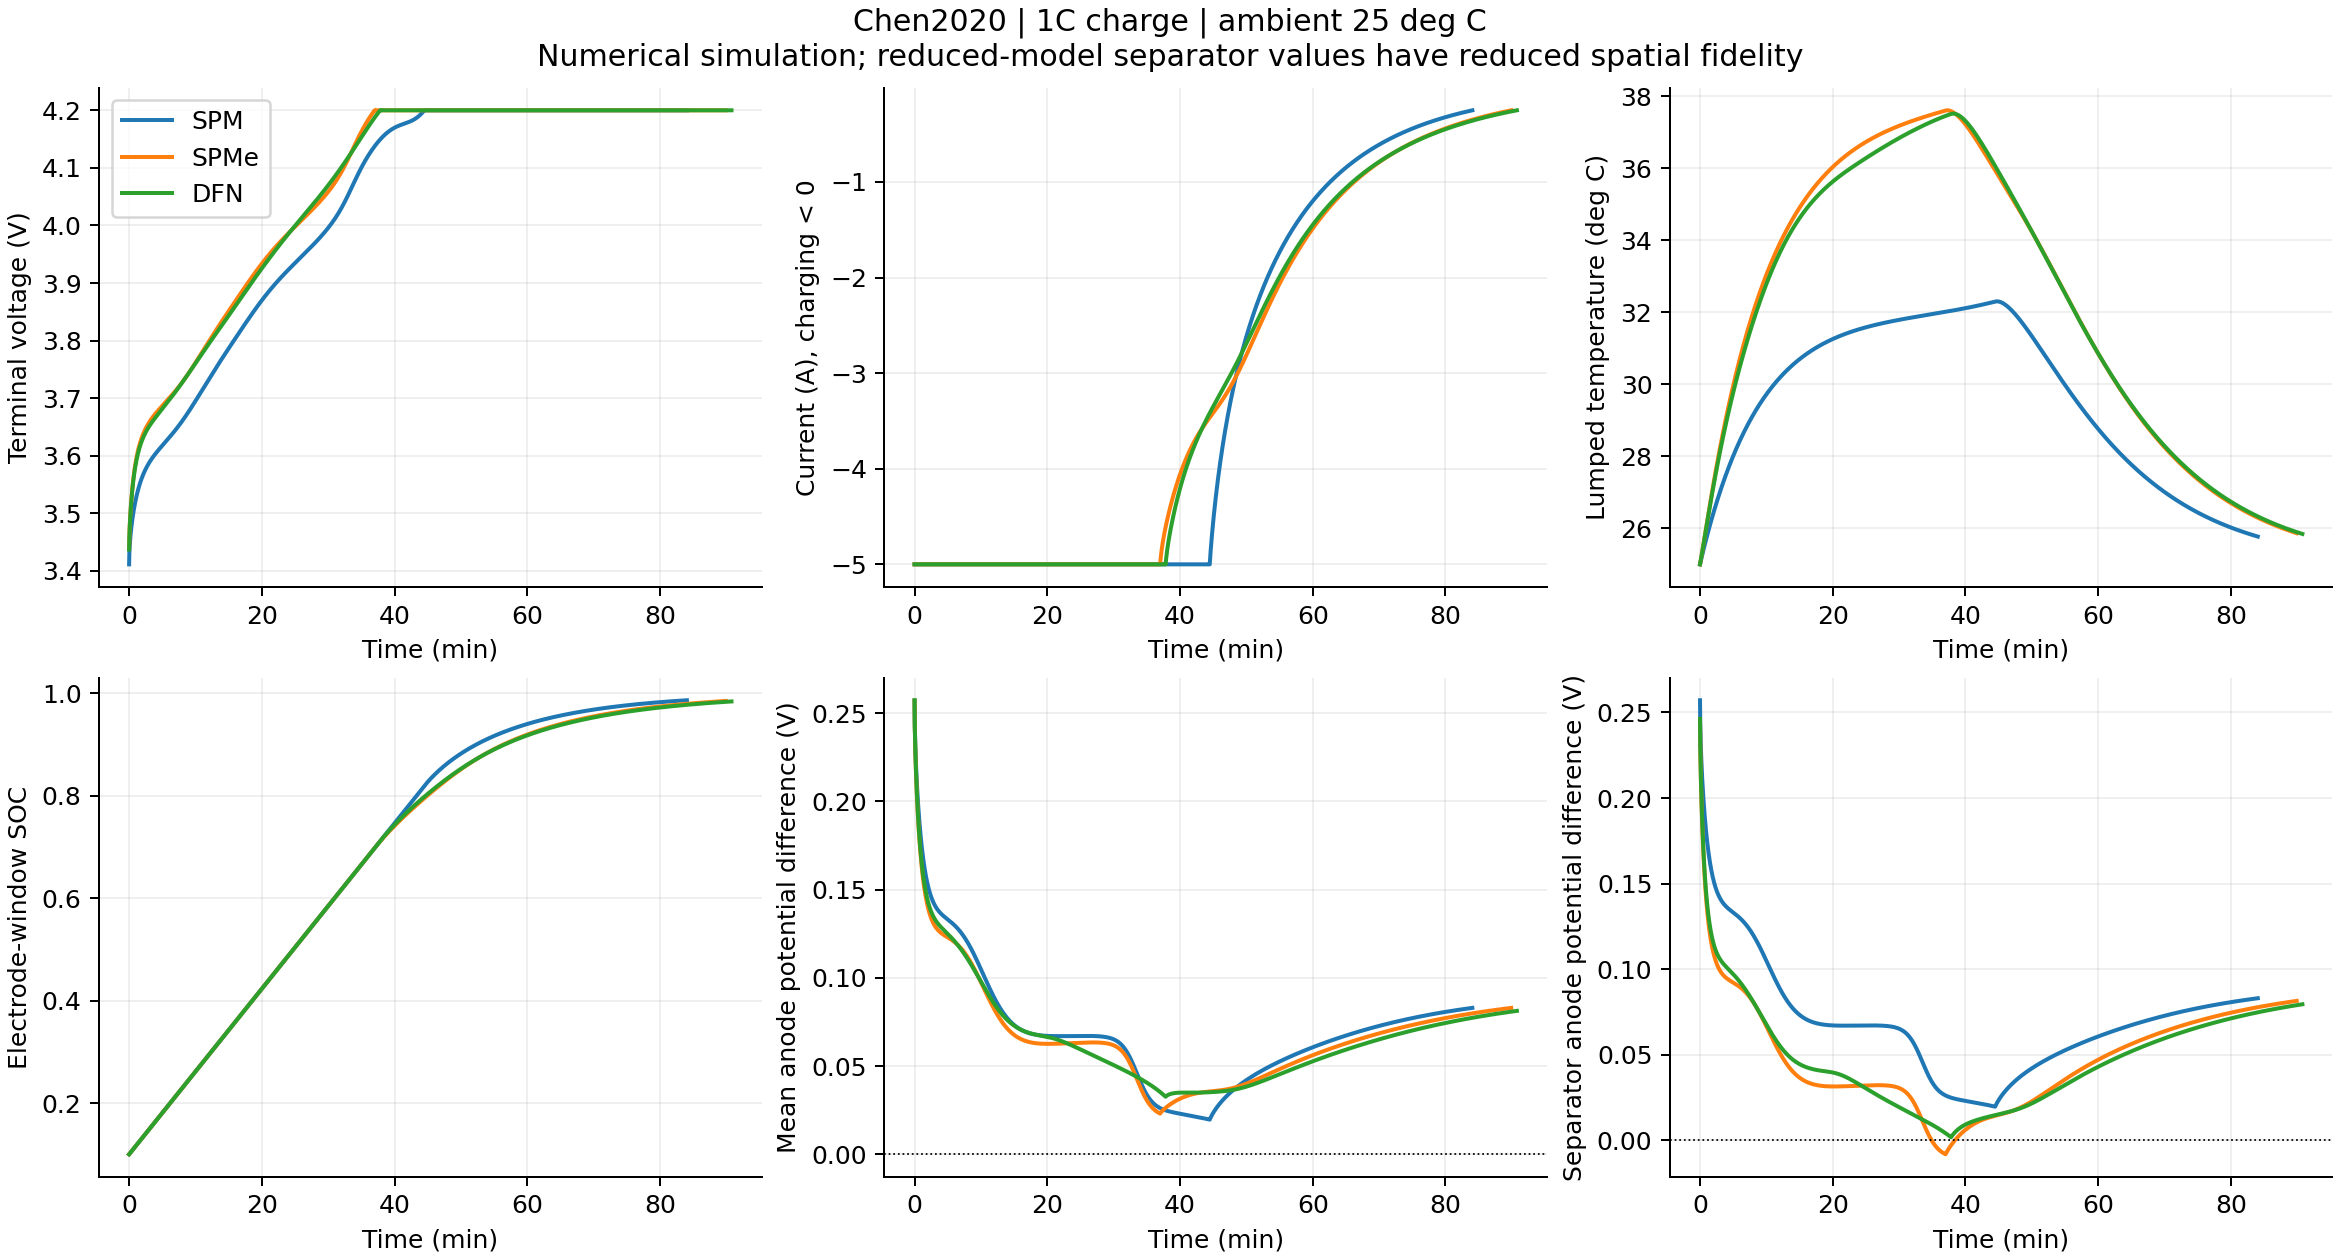 Chen2020 | 1C charge | ambient 25 deg C
Numerical simulation; reduced-model separator values have reduced spatial fidelity
Terminal voltage (V)
4.2
4.1
4.0
3.9
3.8
3.7
3.6
3.5
3.4
SPM
SPMe
DFN
0 20 40 60 80
Time (min)
Current (A), charging < 0
−1
−2
−3
−4
−5
0 20 40 60 80
Time (min)
Lumped temperature (deg C)
38
36
34
32
30
28
26
0 20 40 60 80
Time (min)
Electrode-window SOC
1.0
0.8
0.6
0.4
0.2
0 20 40 60 80
Time (min)
Mean anode potential difference (V)
0.25
0.20
0.15
0.10
0.05
0.00
0 20 40 60 80
Time (min)
Separator anode potential difference (V)
0.25
0.20
0.15
0.10
0.05
0.00
0 20 40 60 80
Time (min)